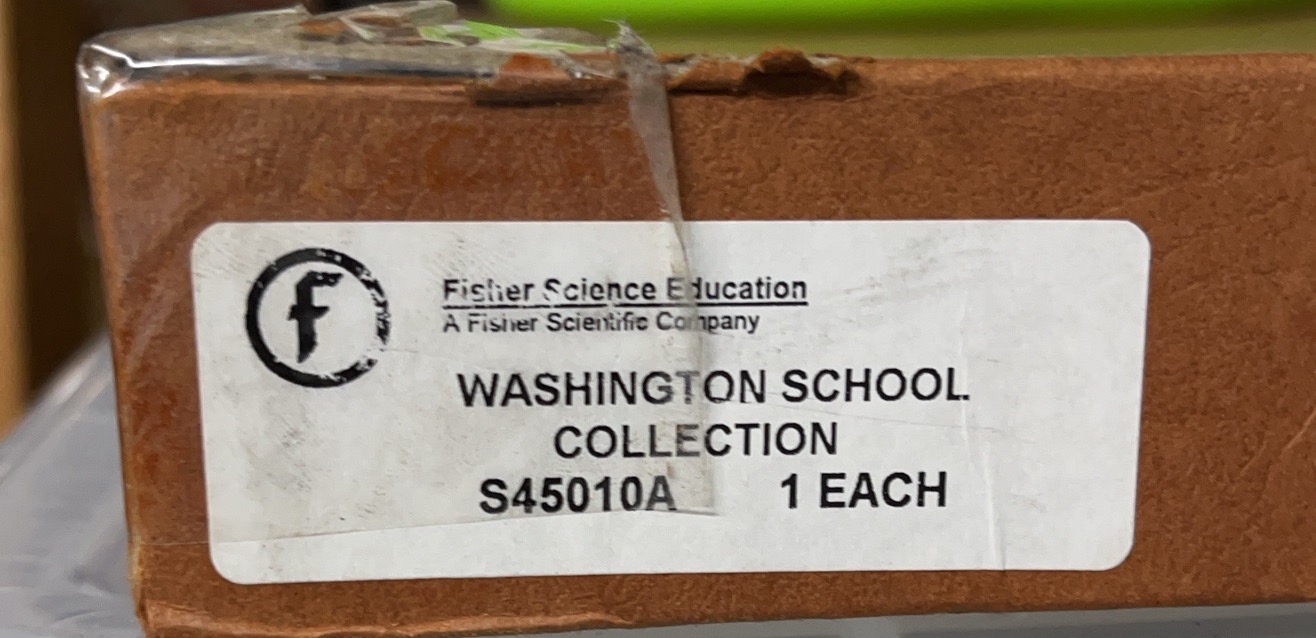 f
Fisher Science Education
A Fisher Scientific Company
WASHINGTON SCHOOL
COLLECTION
S45010A 1 EACH